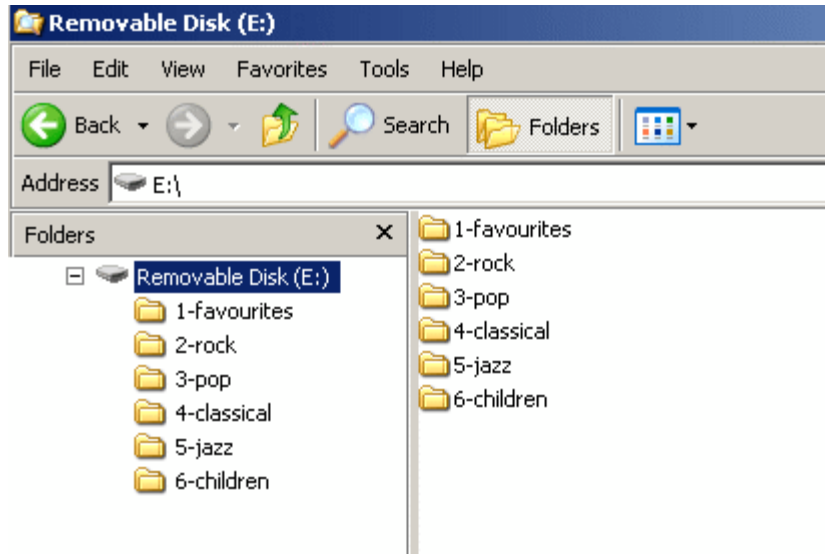 Removable Disk (E:)
File Edit View Favorites Tools Help
Back Search Folders
Address E:\
Folders
Removable Disk (E:)
1-favourites
2-rock
3-pop
4-classical
5-jazz
6-children
1-favourites
2-rock
3-pop
4-classical
5-jazz
6-children